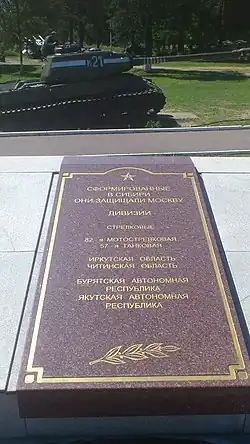 21
СФОРМИРОВАННЫЕ
В СИБИРИ
ОНИ ЗАЩИЩАЛИ МОСКВУ
ДИВИЗИИ
СТРЕЛКОВЫЕ
82 -я МОТОСТРЕЛКОВАЯ
57 -я ТАНКОВАЯ
ИРКУТСКАЯ ОБЛАСТЬ
ЧИТИНСКАЯ ОБЛАСТЬ
БУРЯТСКАЯ АВТОНОМНАЯ
РЕСПУБЛИКА
ЯКУТСКАЯ АВТОНОМНАЯ
РЕСПУБЛИКА